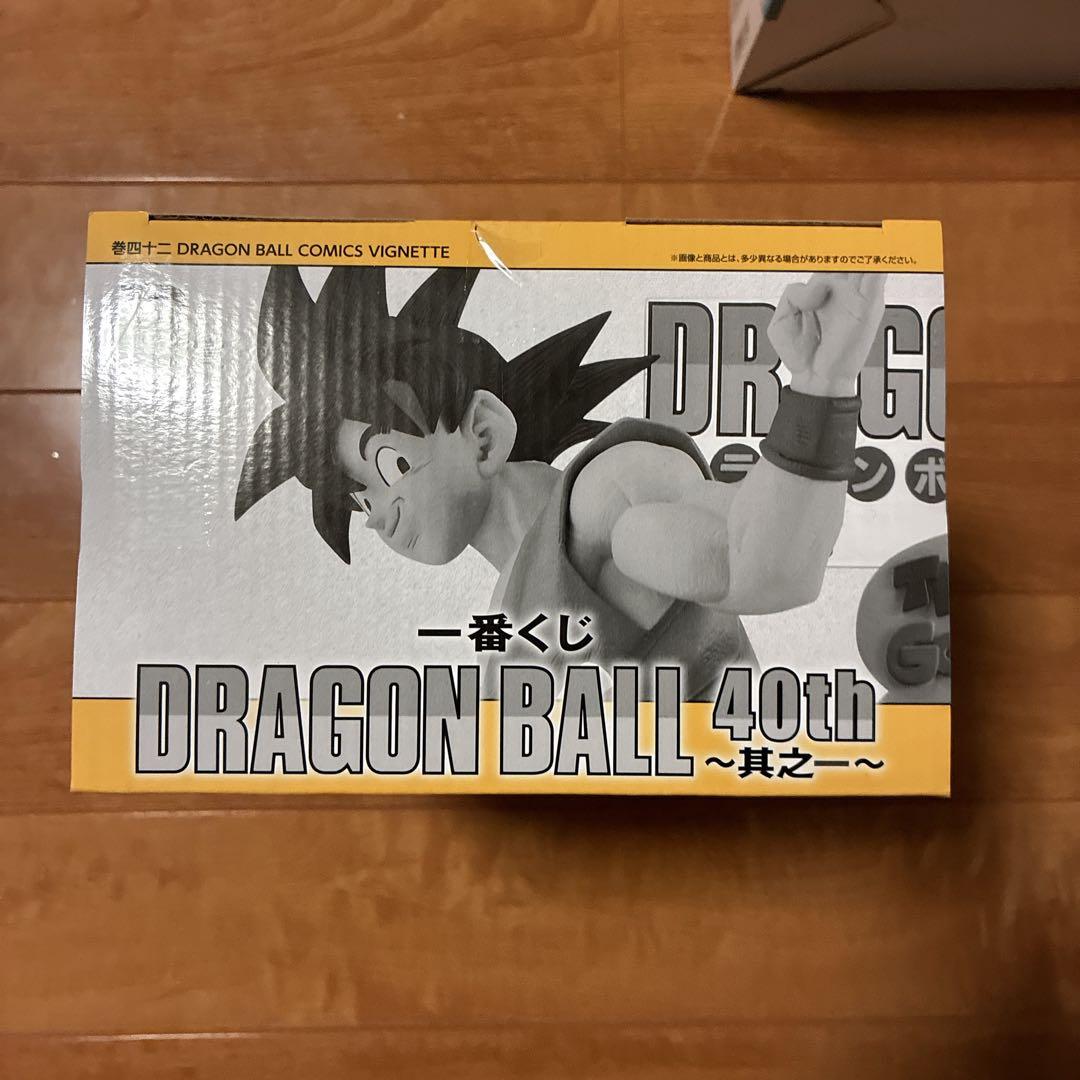 巻四十二 DRAGON BALL COMICS VIGNETTE
※画像と商品とは、多少異なる場合がありますのでご了承ください。
一番くじ
DRAGON BALL 40th
~其之一~